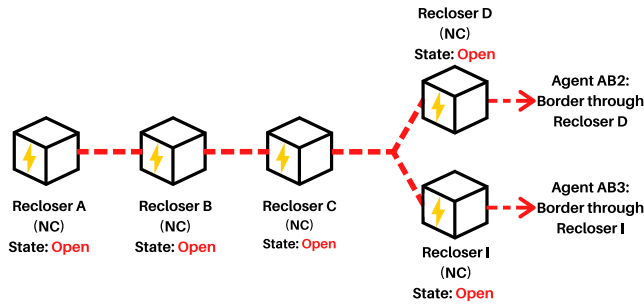 Recloser D
(NC)
State: Open
Agent AB2:
Border through
Recloser D
Recloser A
(NC)
State: Open
Recloser B
(NC)
State: Open
Recloser C
(NC)
State: Open
Agent AB3:
Border through
Recloser I
Recloser I
(NC)
State: Open